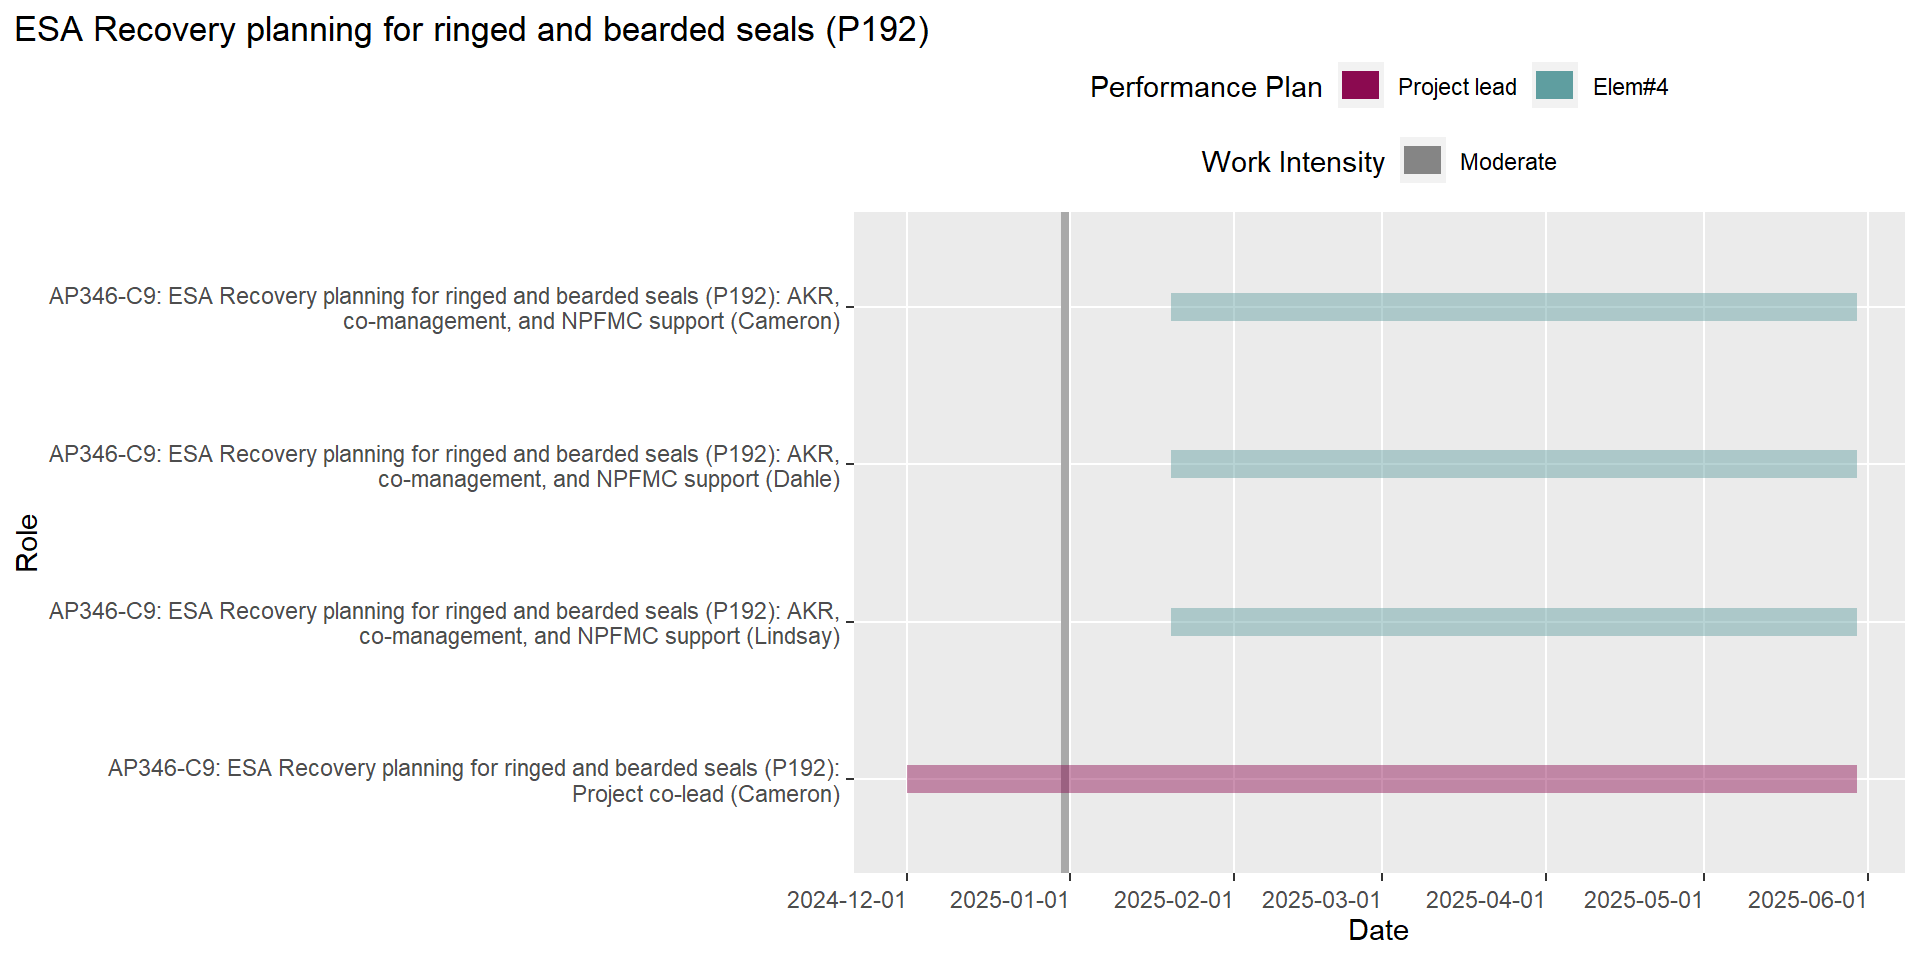 ESA Recovery planning for ringed and bearded seals (P192)
Performance Plan
Project lead
Elem#4
Work Intensity
Moderate
AP346-C9: ESA Recovery planning for ringed and bearded seals (P192): AKR,
co-management, and NPFMC support (Cameron)
AP346-C9: ESA Recovery planning for ringed and bearded seals (P192): AKR,
co-management, and NPFMC support (Dahle)
Role
AP346-C9: ESA Recovery planning for ringed and bearded seals (P192): AKR,
co-management, and NPFMC support (Lindsay)
AP346-C9: ESA Recovery planning for ringed and bearded seals (P192):
Project co-lead (Cameron)
2024-12-01
2025-01-01
2025-02-01
2025-03-01
2025-04-01
2025-05-01
2025-06-01
Date